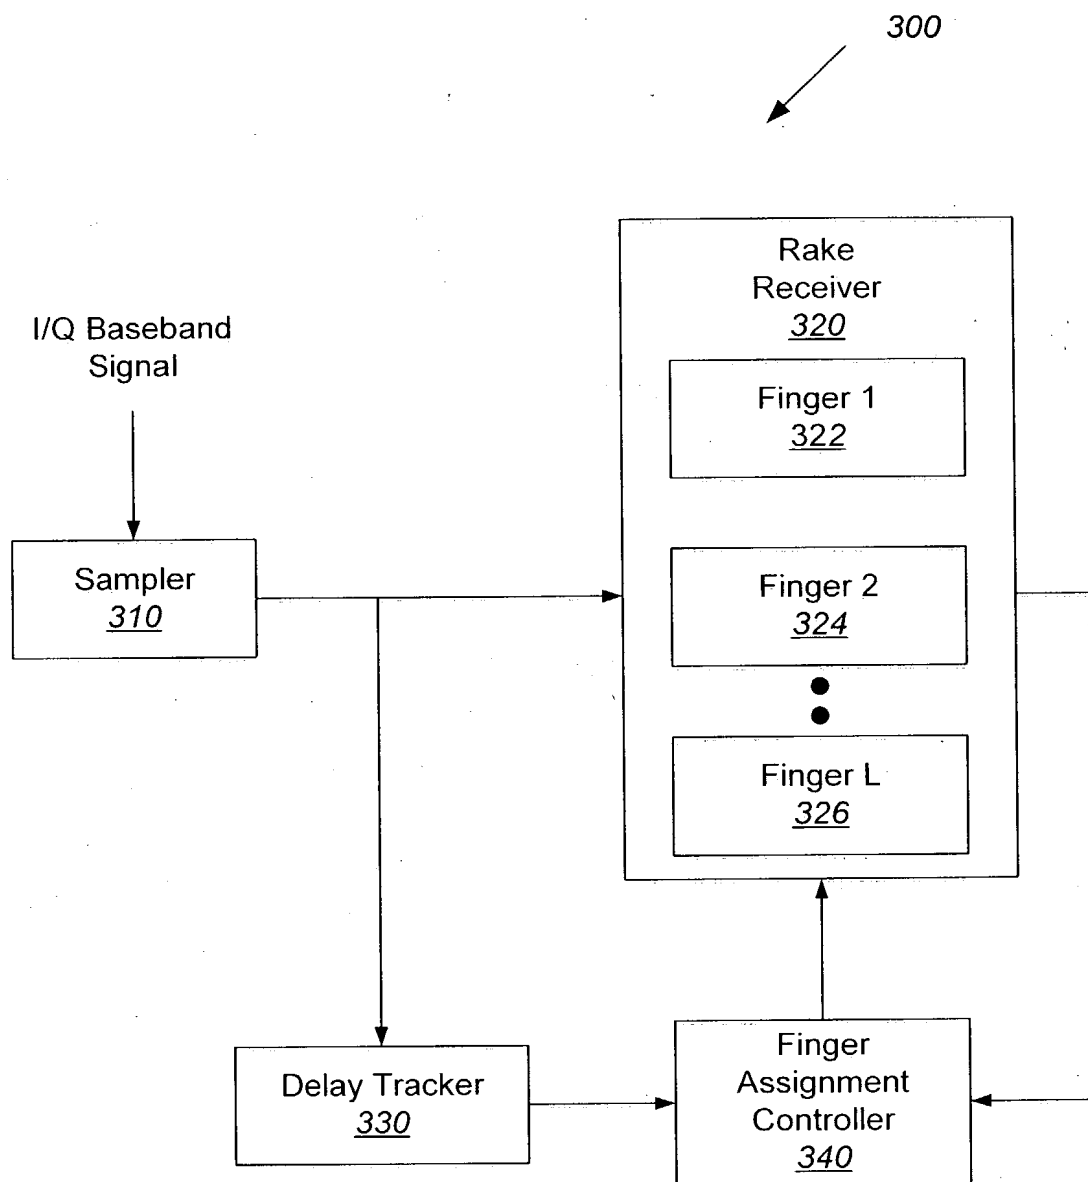 300
Rake
Receiver
320
I/Q Baseband
Signal
Finger 1
322
Sampler
310
Finger 2
324
Finger L
326
Delay Tracker
330
Finger
Assignment
Controller
340